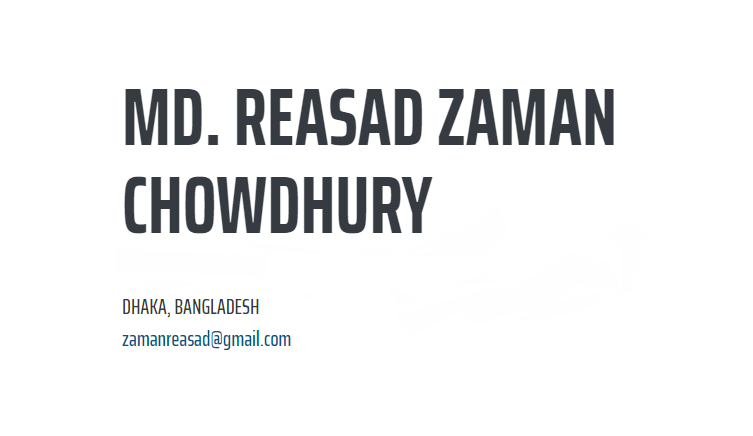 MD. REASAD ZAMAN
CHOWDHURY
DHAKA, BANGLADESH
zamanreasad@gmail.com